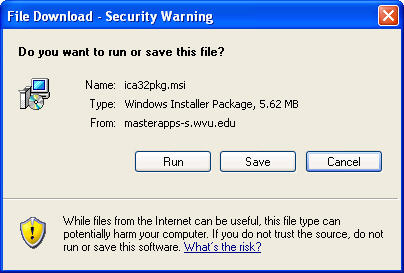 File Download - Security Warning
Do you want to run or save this file?
Name: ica32pkg.msi
Type: Windows Installer Package, 5.62 MB
From: masterapps-s.wvu.edu
Run Save Cancel
While files from the Internet can be useful, this file type can
potentially harm your computer. If you do not trust the source, do not
run or save this software. What's the risk?